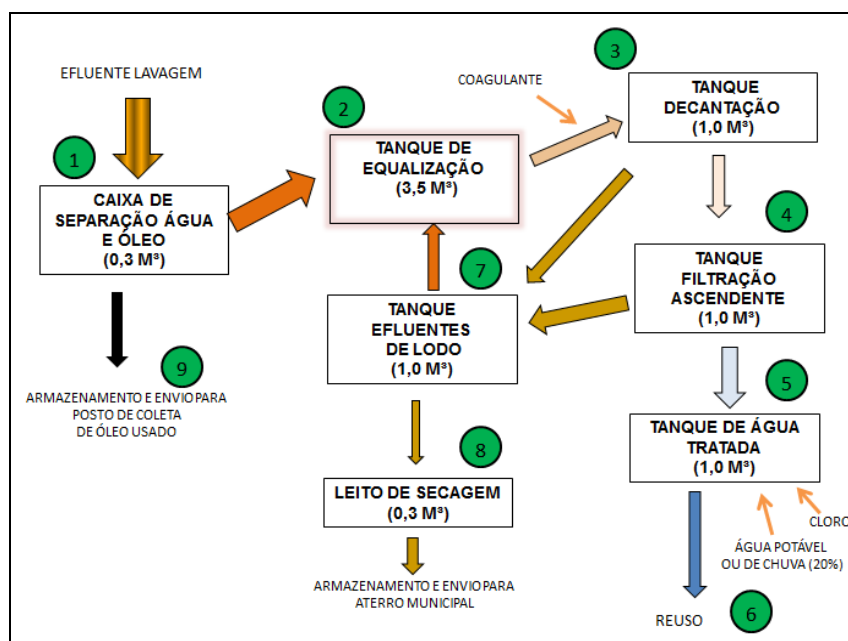 EFLUENTE LAVAGEM
1
CAIXA DE
SEPARAÇÃO ÁGUA
E ÓLEO
(0,3 M³)
2
TANQUE DE
EQUALIZAÇÃO
(3,5 M³)
COAGULANTE
3
TANQUE
DECANTAÇÃO
(1,0 M³)
4
TANQUE
FILTRAÇÃO
ASCENDENTE
(1,0 M³)
7
TANQUE
EFLUENTES
DE LODO
(1,0 M³)
9
ARMAZENAMENTO E ENVIO PARA
POSTO DE COLETA
DE ÓLEO USADO
5
TANQUE DE ÁGUA
TRATADA
(1,0 M³)
8
LEITO DE SECAGEM
(0,3 M³)
CLORO
ÁGUA POTÁVEL
OU DE CHUVA (20%)
ARMAZENAMENTO E ENVIO PARA
ATERRO MUNICIPAL
REUSO
6